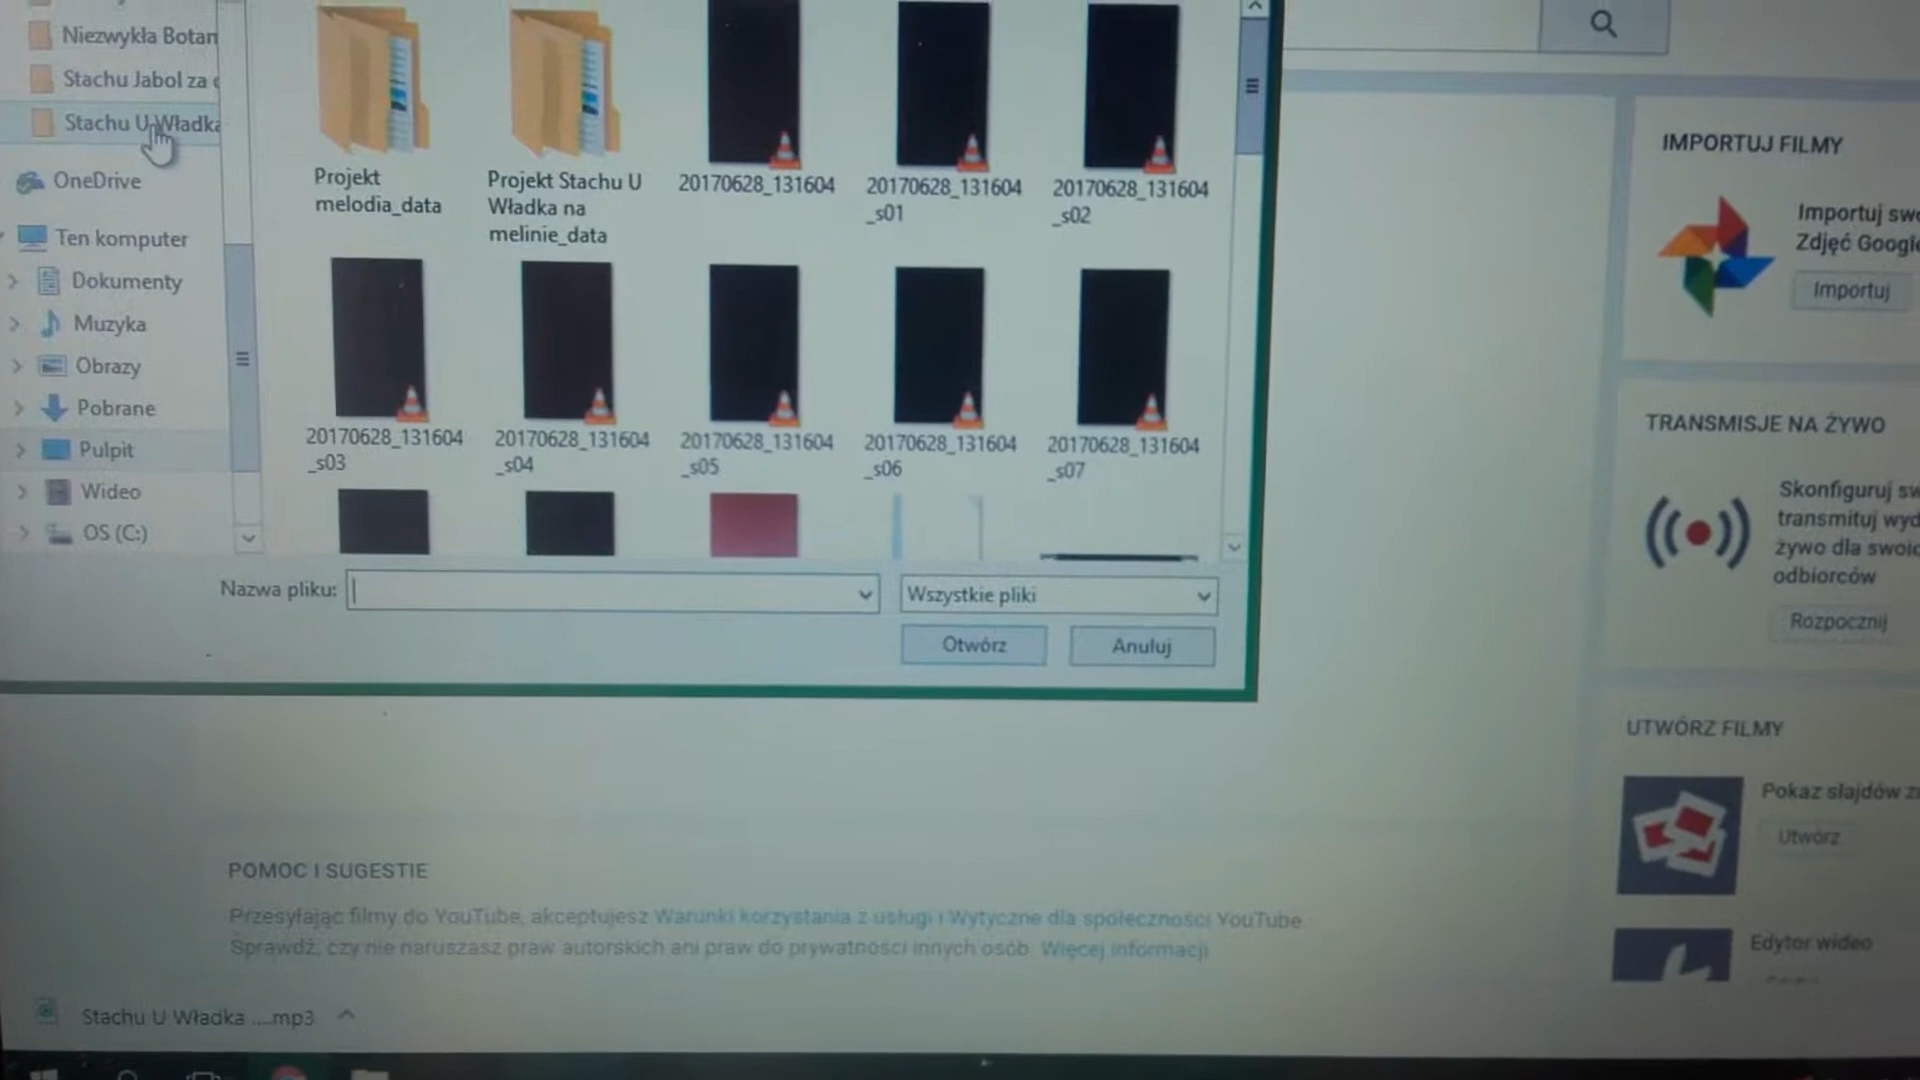 Niezwykła Botan
Stachu Jabol za
Stachu U Władka
OneDrive
Ten komputer
Dokumenty
Muzyka
Obrazy
Pobrane
Pulpit
Wideo
OS (C:)
Projekt
melodia_data
Projekt Stachu U
Władka na
melinie_data
20170628_131604
20170628_131604
_s01
20170628_131604
_s02
20170628_131604
_s03
20170628_131604
_s04
20170628_131604
_s05
20170628_131604
_s06
20170628_131604
_s07
Nazwa pliku:
Wszystkie pliki
Otwórz
Anuluj
IMPORTUJ FILMY
Importuj swo
Zdjęć Google
Importuj
TRANSMISJE NA ŻYWO
Skonfiguruj sw
transmituj wyd
żywo dla swoic
odbiorców
Rozpocznij
UTWÓRZ FILMY
Pokaz slajdów z
Utwórz
Edytor wideo
POMOC I SUGESTIE
Przesyłając filmy do YouTube, akceptujesz Warunki korzystania z usługi i Wytyczne dla społeczności YouTube.
Sprawdź, czy nie naruszasz praw autorskich ani praw do prywatności innych osób. Więcej informacji
Stachu U Władka ....mp3